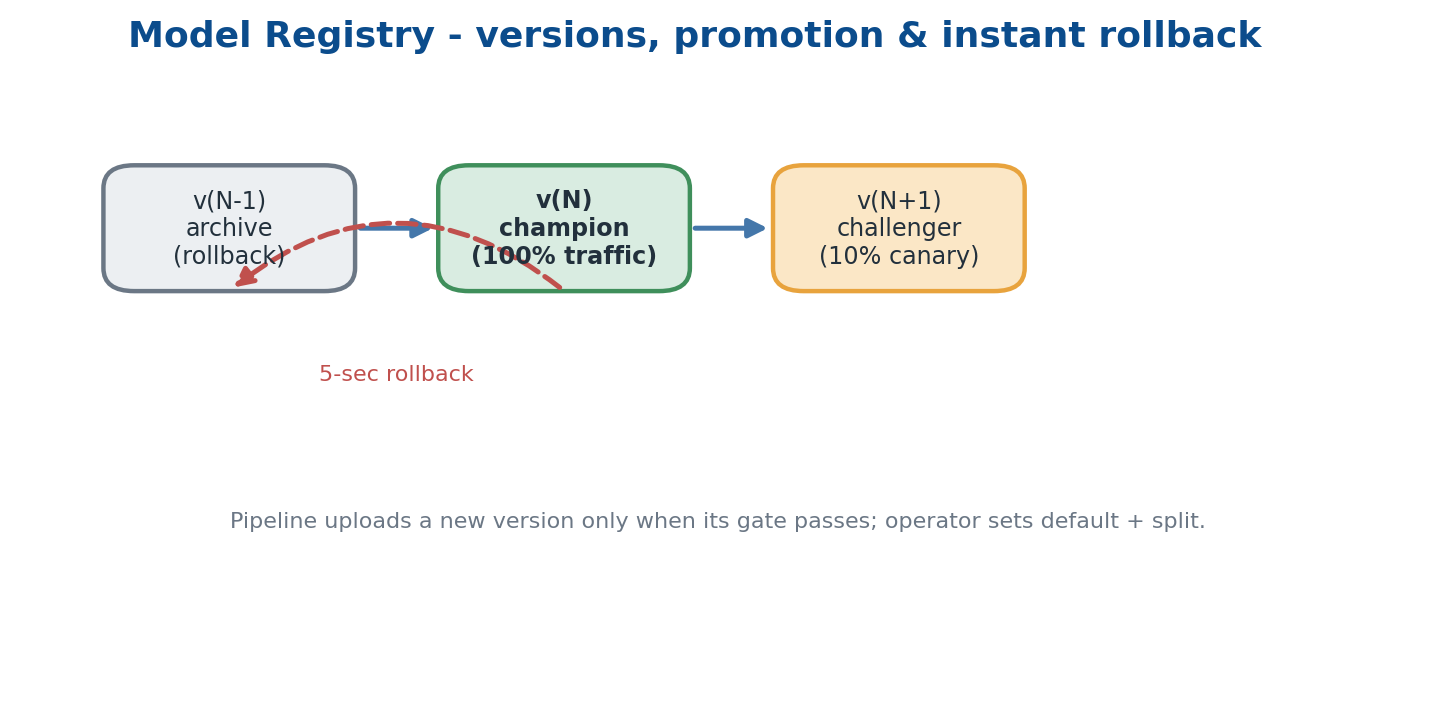 Model Registry - versions, promotion & instant rollback
v(N-1)
archive
(rollback)
v(N)
champion
(100% traffic)
v(N+1)
challenger
(10% canary)
5-sec rollback
Pipeline uploads a new version only when its gate passes; operator sets default + split.